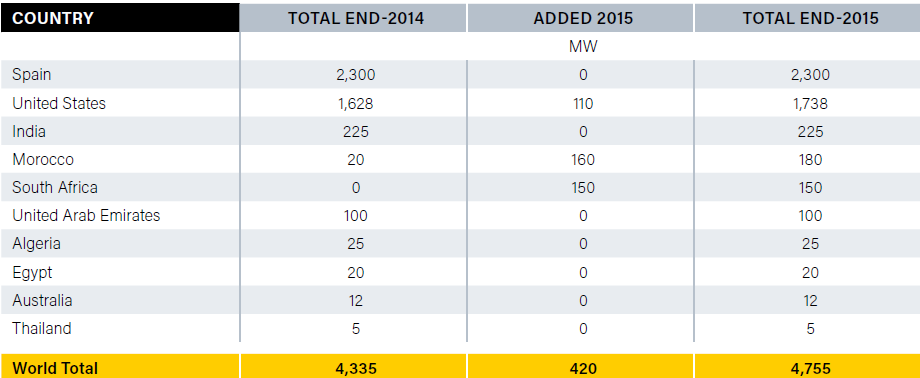 COUNTRY TOTAL END-2014 ADDED 2015 TOTAL END-2015
MW
Spain 2,300 0 2,300
United States 1,628 110 1,738
India 225 0 225
Morocco 20 160 180
South Africa 0 150 150
United Arab Emirates 100 0 100
Algeria 25 0 25
Egypt 20 0 20
Australia 12 0 12
Thailand 5 0 5
World Total 4,335 420 4,755